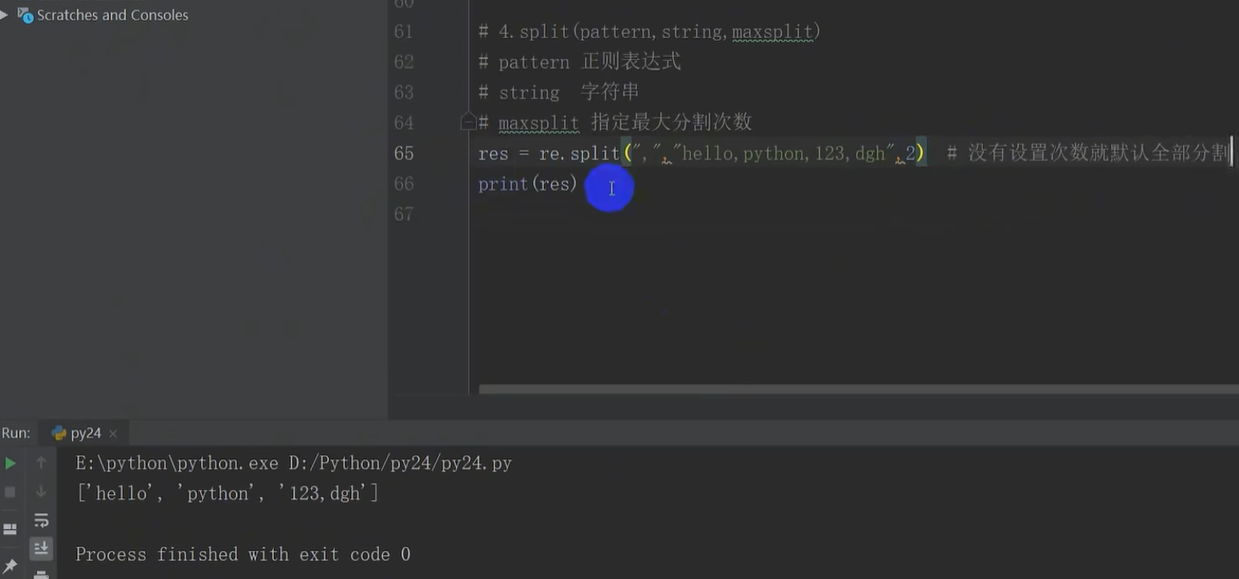 Scratches and Consoles
60
61 # 4.split(pattern,string,maxsplit)
62 # pattern 正则表达式
63 # string 字符串
64 # maxsplit 指定最大分割次数
65 res = re.split(",","hello,python,123,dgh",2) # 没有设置次数就默认全部分割
66 print(res)
67
Run: py24
E:\python\python.exe D:/Python/py24/py24.py
['hello', 'python', '123,dgh']
Process finished with exit code 0